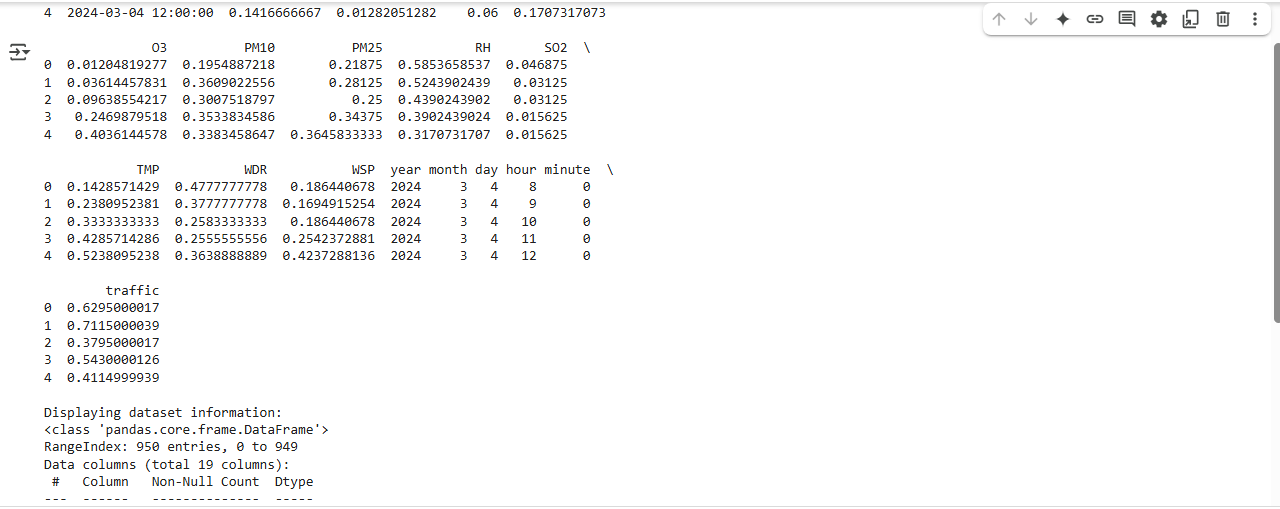 4  2024-03-04 12:00:00  0.1416666667  0.01282051282    0.06  0.1707317073
              O3          PM10          PM25            RH       SO2  \
0  0.01204819277  0.1954887218       0.21875  0.5853658537  0.046875
1  0.03614457831  0.3609022556       0.28125  0.5243902439   0.03125
2  0.09638554217  0.3007518797          0.25  0.4390243902   0.03125
3   0.2469879518  0.3533834586       0.34375  0.3902439024  0.015625
4   0.4036144578  0.3383458647  0.3645833333  0.3170731707  0.015625
            TMP           WDR           WSP  year month day hour minute  \
0  0.1428571429  0.4777777778   0.186440678  2024     3   4    8      0
1  0.2380952381  0.3777777778  0.1694915254  2024     3   4    9      0
2  0.3333333333  0.2583333333   0.186440678  2024     3   4   10      0
3  0.4285714286  0.2555555556  0.2542372881  2024     3   4   11      0
4  0.5238095238  0.3638888889  0.4237288136  2024     3   4   12      0
        traffic
0  0.6295000017
1  0.7115000039
2  0.3795000017
3  0.5430000126
4  0.4114999939
Displaying dataset information:
<class 'pandas.core.frame.DataFrame'>
RangeIndex: 950 entries, 0 to 949
Data columns (total 19 columns):
 #   Column   Non-Null Count  Dtype
---  ------   --------------  -----